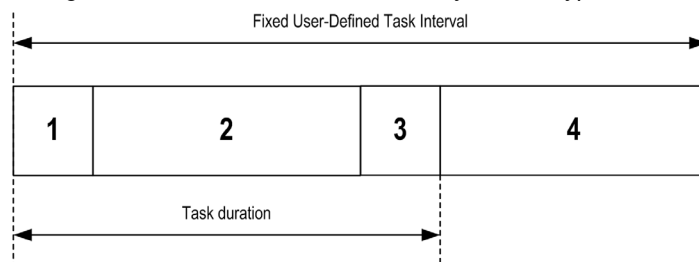 Fixed User-Defined Task Interval
1 2 3 4
Task duration